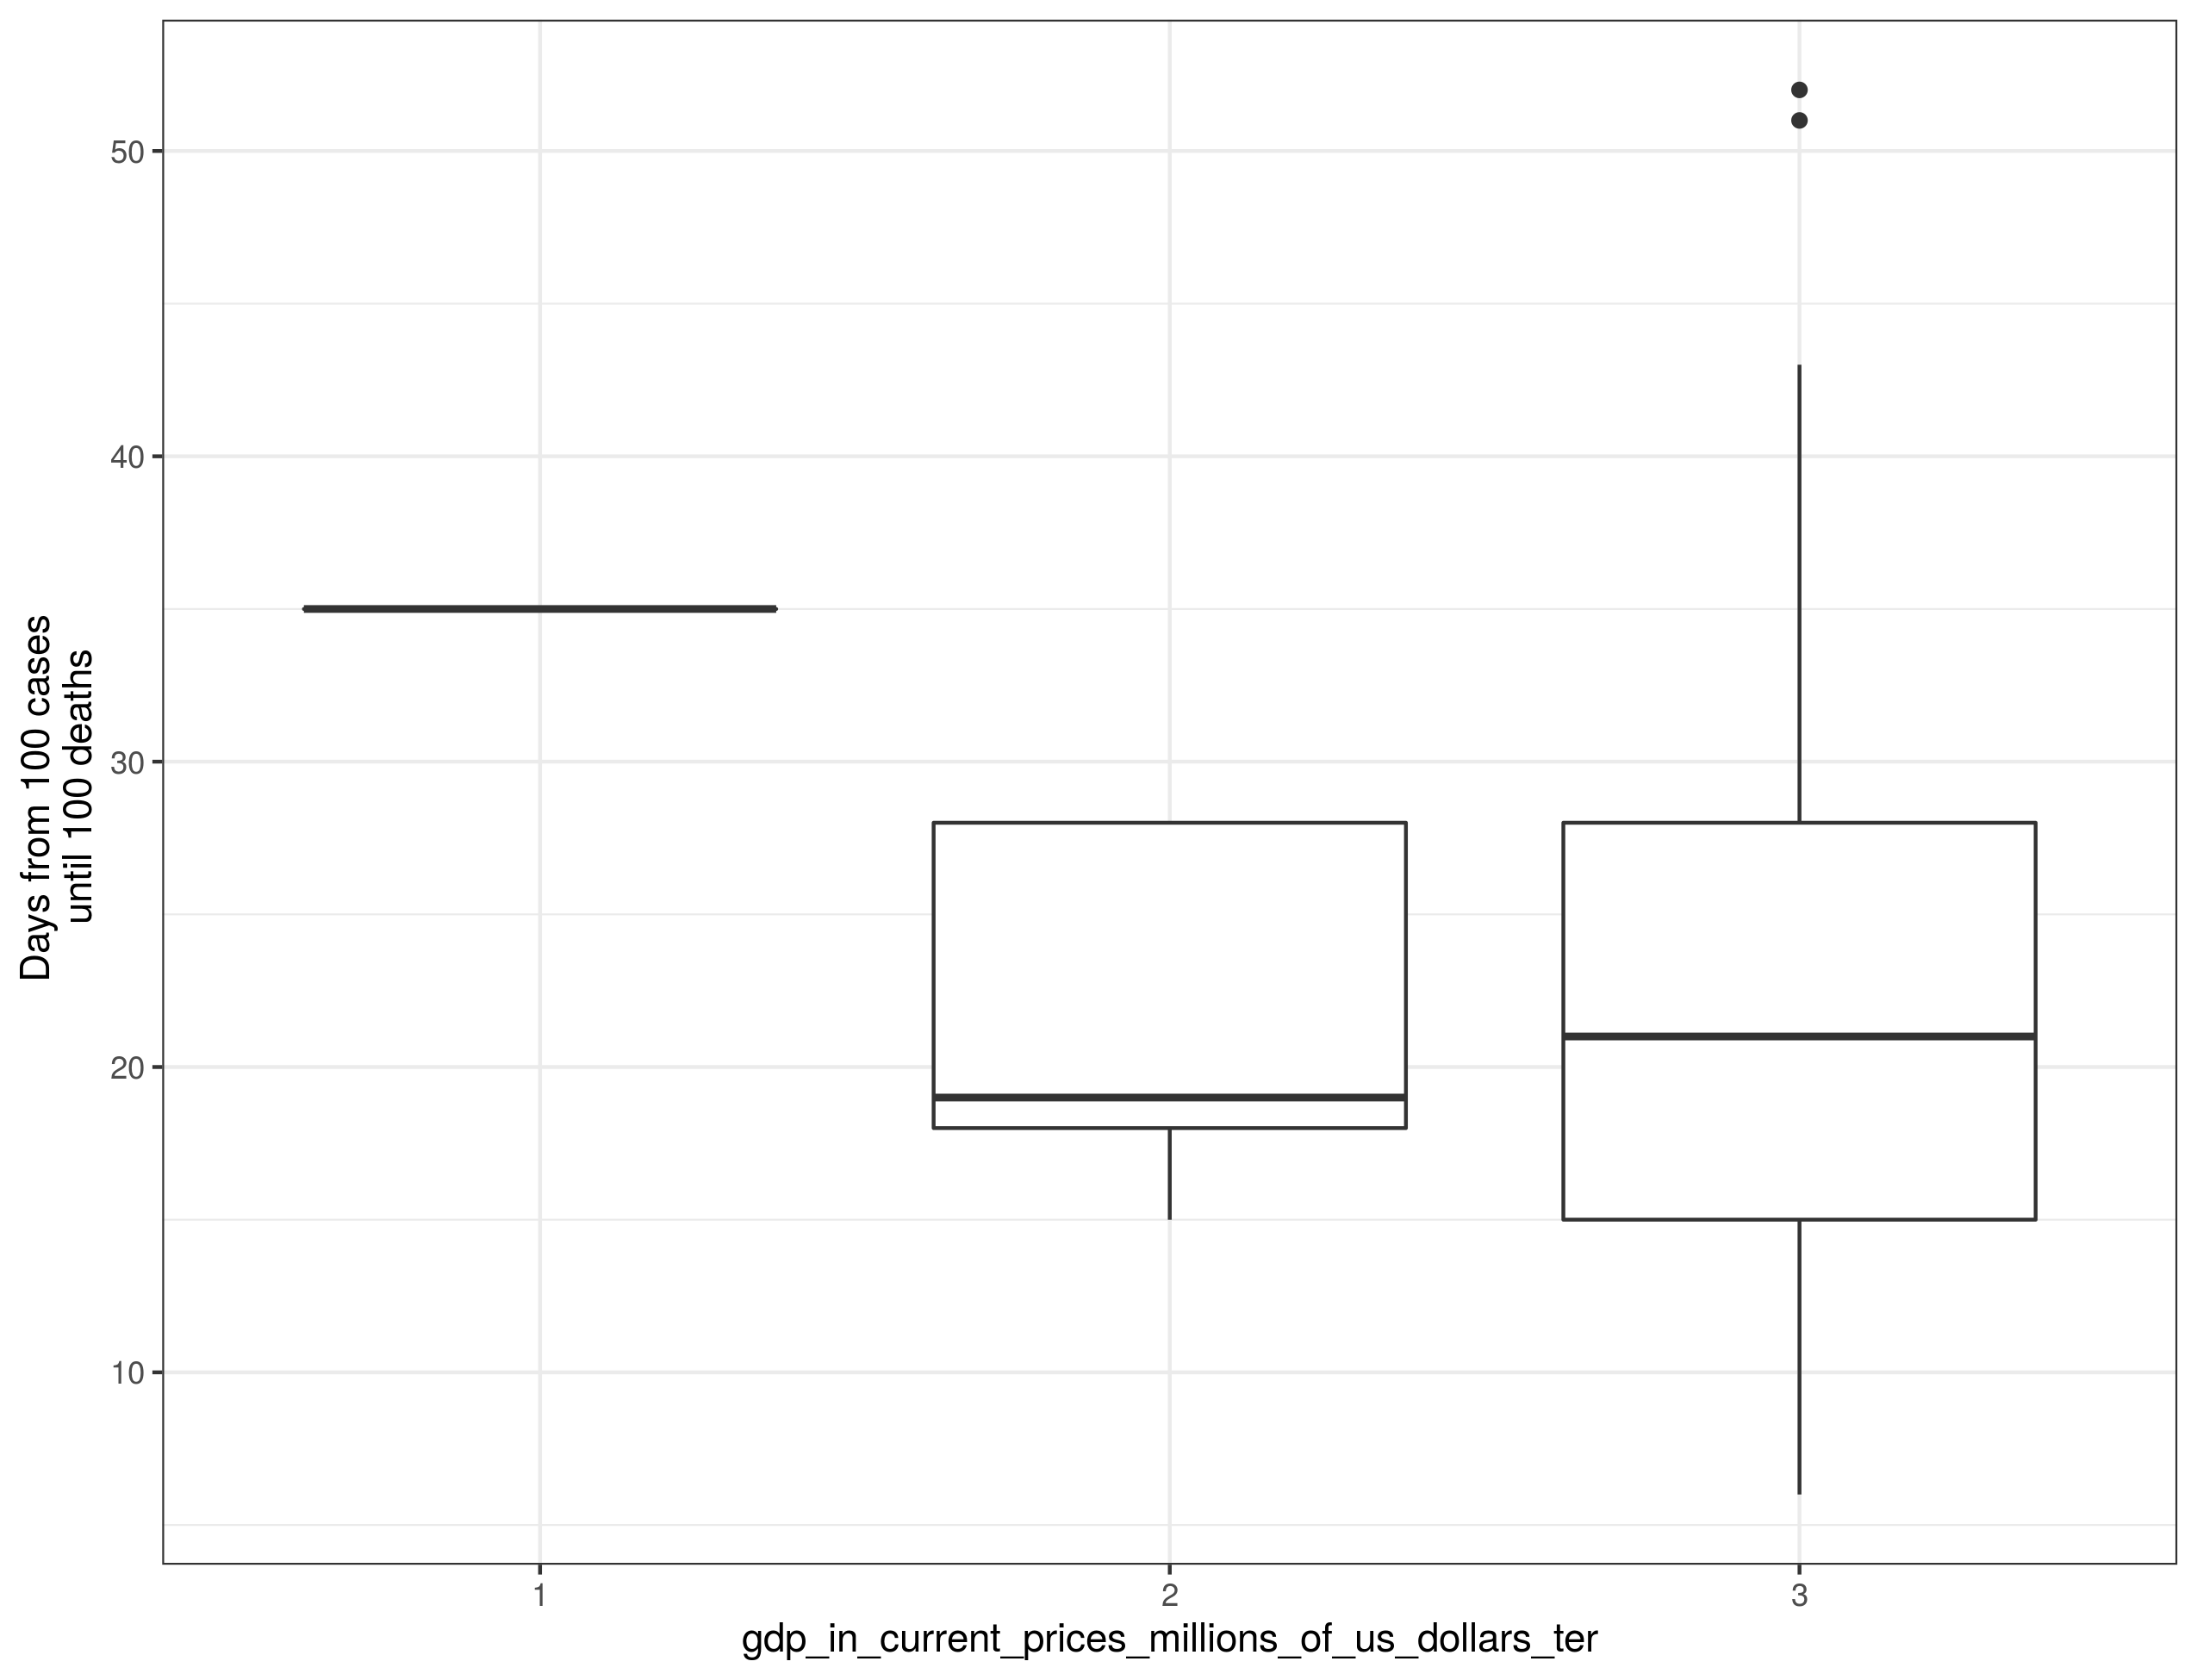 Days from 100 cases
until 100 deaths
50
40
30
20
10
1
2
3
gdp_in_current_prices_millions_of_us_dollars_ter